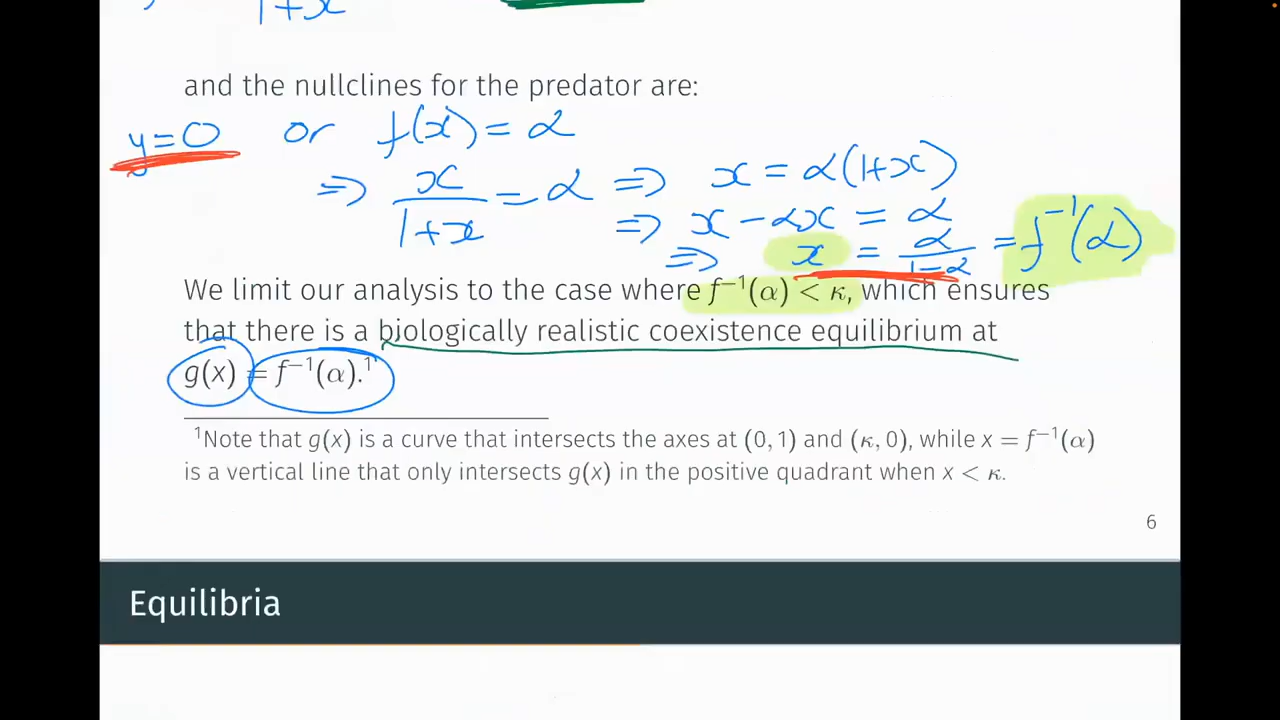 1+x
and the nullclines for the predator are:
y=0 or f(x) = α
⇒ x/(1+x) = α ⇒ x = α(1+x)
⇒ x - αx = α
⇒ x = α/(1-α) = f⁻¹(α)
We limit our analysis to the case where f⁻¹(α) < κ, which ensures
that there is a biologically realistic coexistence equilibrium at
g(x) = f⁻¹(α).¹
¹Note that g(x) is a curve that intersects the axes at (0, 1) and (κ, 0), while x = f⁻¹(α)
is a vertical line that only intersects g(x) in the positive quadrant when x < κ.
6
Equilibria